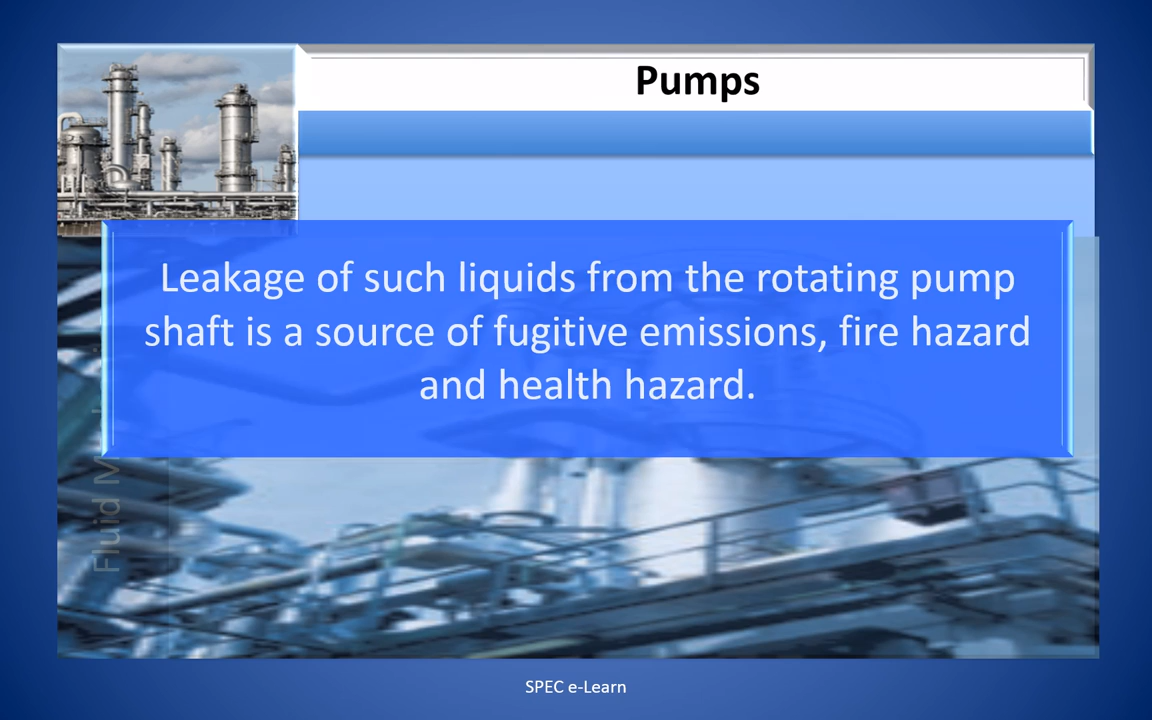 Pumps
Leakage of such liquids from the rotating pump
shaft is a source of fugitive emissions, fire hazard
and health hazard.
Fluid
SPEC e-Learn